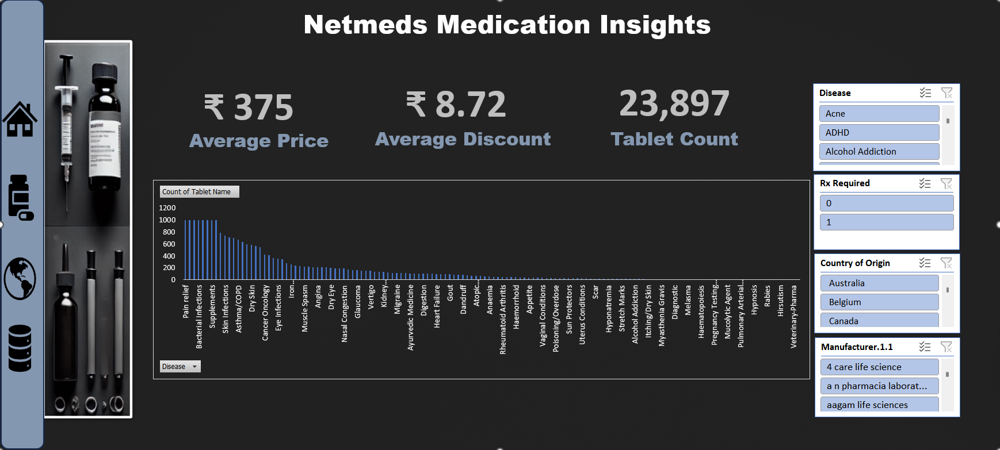 Netmeds Medication Insights
₹ 375
Average Price
₹ 8.72
Average Discount
23,897
Tablet Count
Count of Tablet Name
1200
1000
800
600
400
200
0
Pain relief
Bacterial Infections
Supplements
Skin Infections
Asthma/COPD
Dry Skin
Cancer Oncology
Eye Infections
Iron...
Muscle Spasm
Angina
Dry Eye
Nasal Congestion
Glaucoma
Vertigo
Kidney...
Migraine
Ayurvedic Medicine
Digestion
Heart Failure
Gout
Dandruff
Atopic...
Anaemia
Rheumatoid Arthritis
Haemorrhoid
Appetite
Vaginal Conditions
Poisoning/Overdose
Sun Protectors
Uterus Conditions
Scar
Hyponatremia
Stretch Marks
Alcohol Addiction
Itching/Dry Skin
Myasthenia Gravis
Diagnostic
Melasma
Haematopoiesis
Pregnancy Testing...
Mucolytic Agent
Pulmonary Arterial...
Hypnosis
Rabies
Hirsutism
Veterinary-Pharma
Disease
Disease
Acne
ADHD
Alcohol Addiction
Rx Required
0
1
Country of Origin
Australia
Belgium
Canada
Manufacturer.1.1
4 care life science
a n pharmacia laborat...
aagam life sciences